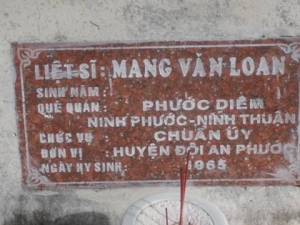 LIỆT-SĨ: MANG VĂN LOAN
SINH NĂM :
QUÊ QUÁN : PHƯỚC DIÊM
NINH PHƯỚC-NINH THUẬN
CHỨC VỤ : CHUẨN ÚY
ĐƠN VỊ : HUYỆN ĐỘI AN PHƯỚC
NGÀY HY SINH: 1965